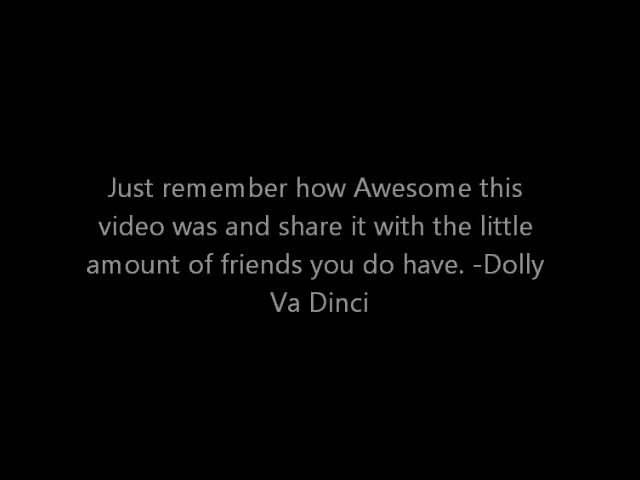 Just remember how Awesome this
video was and share it with the little
amount of friends you do have. -Dolly
Va Dinci